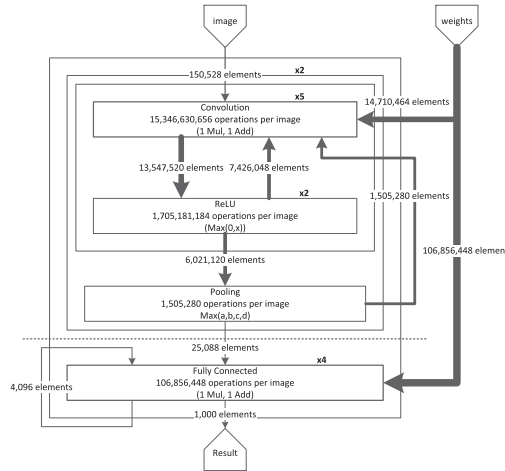 image
weights
x2
150,528 elements
x5
Convolution
15,346,630,656 operations per image
(1 Mul, 1 Add)
14,710,464 elements
13,547,520 elements
7,426,048 elements
x2
1,505,280 elements
ReLU
1,705,181,184 operations per image
(Max(0,x))
6,021,120 elements
106,856,448 elemen
Pooling
1,505,280 operations per image
Max(a,b,c,d)
25,088 elements
x4
Fully Connected
106,856,448 operations per image
(1 Mul, 1 Add)
4,096 elements
1,000 elements
Result